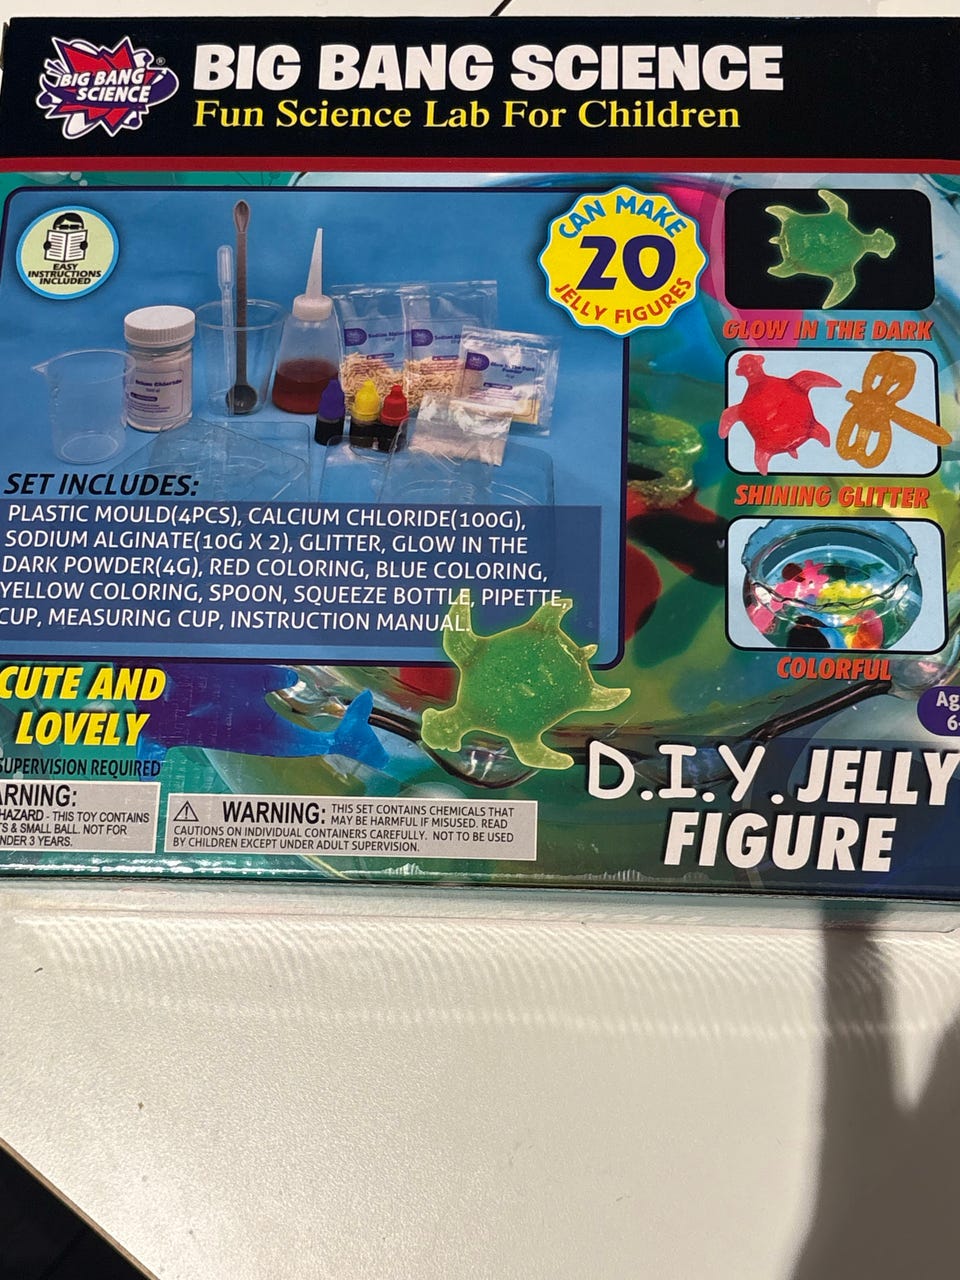 BIG BANG SCIENCE
Fun Science Lab For Children
BIG BANG
SCIENCE®
EASY
INSTRUCTIONS
INCLUDED
CAN MAKE
20
JELLY FIGURES
GLOW IN THE DARK
SHINING GLITTER
COLORFUL
SET INCLUDES:
PLASTIC MOULD(4PCS), CALCIUM CHLORIDE(100G),
SODIUM ALGINATE(10G X 2), GLITTER, GLOW IN THE
DARK POWDER(4G), RED COLORING, BLUE COLORING,
YELLOW COLORING, SPOON, SQUEEZE BOTTLE, PIPETTE,
CUP, MEASURING CUP, INSTRUCTION MANUAL.
CUTE AND
LOVELY
SUPERVISION REQUIRED
ARNING:
HAZARD - THIS TOY CONTAINS
TS & SMALL BALL. NOT FOR
NDER 3 YEARS.
WARNING: THIS SET CONTAINS CHEMICALS THAT
MAY BE HARMFUL IF MISUSED. READ
CAUTIONS ON INDIVIDUAL CONTAINERS CAREFULLY. NOT TO BE USED
BY CHILDREN EXCEPT UNDER ADULT SUPERVISION.
Ag
6
D.I.Y. JELLY
FIGURE